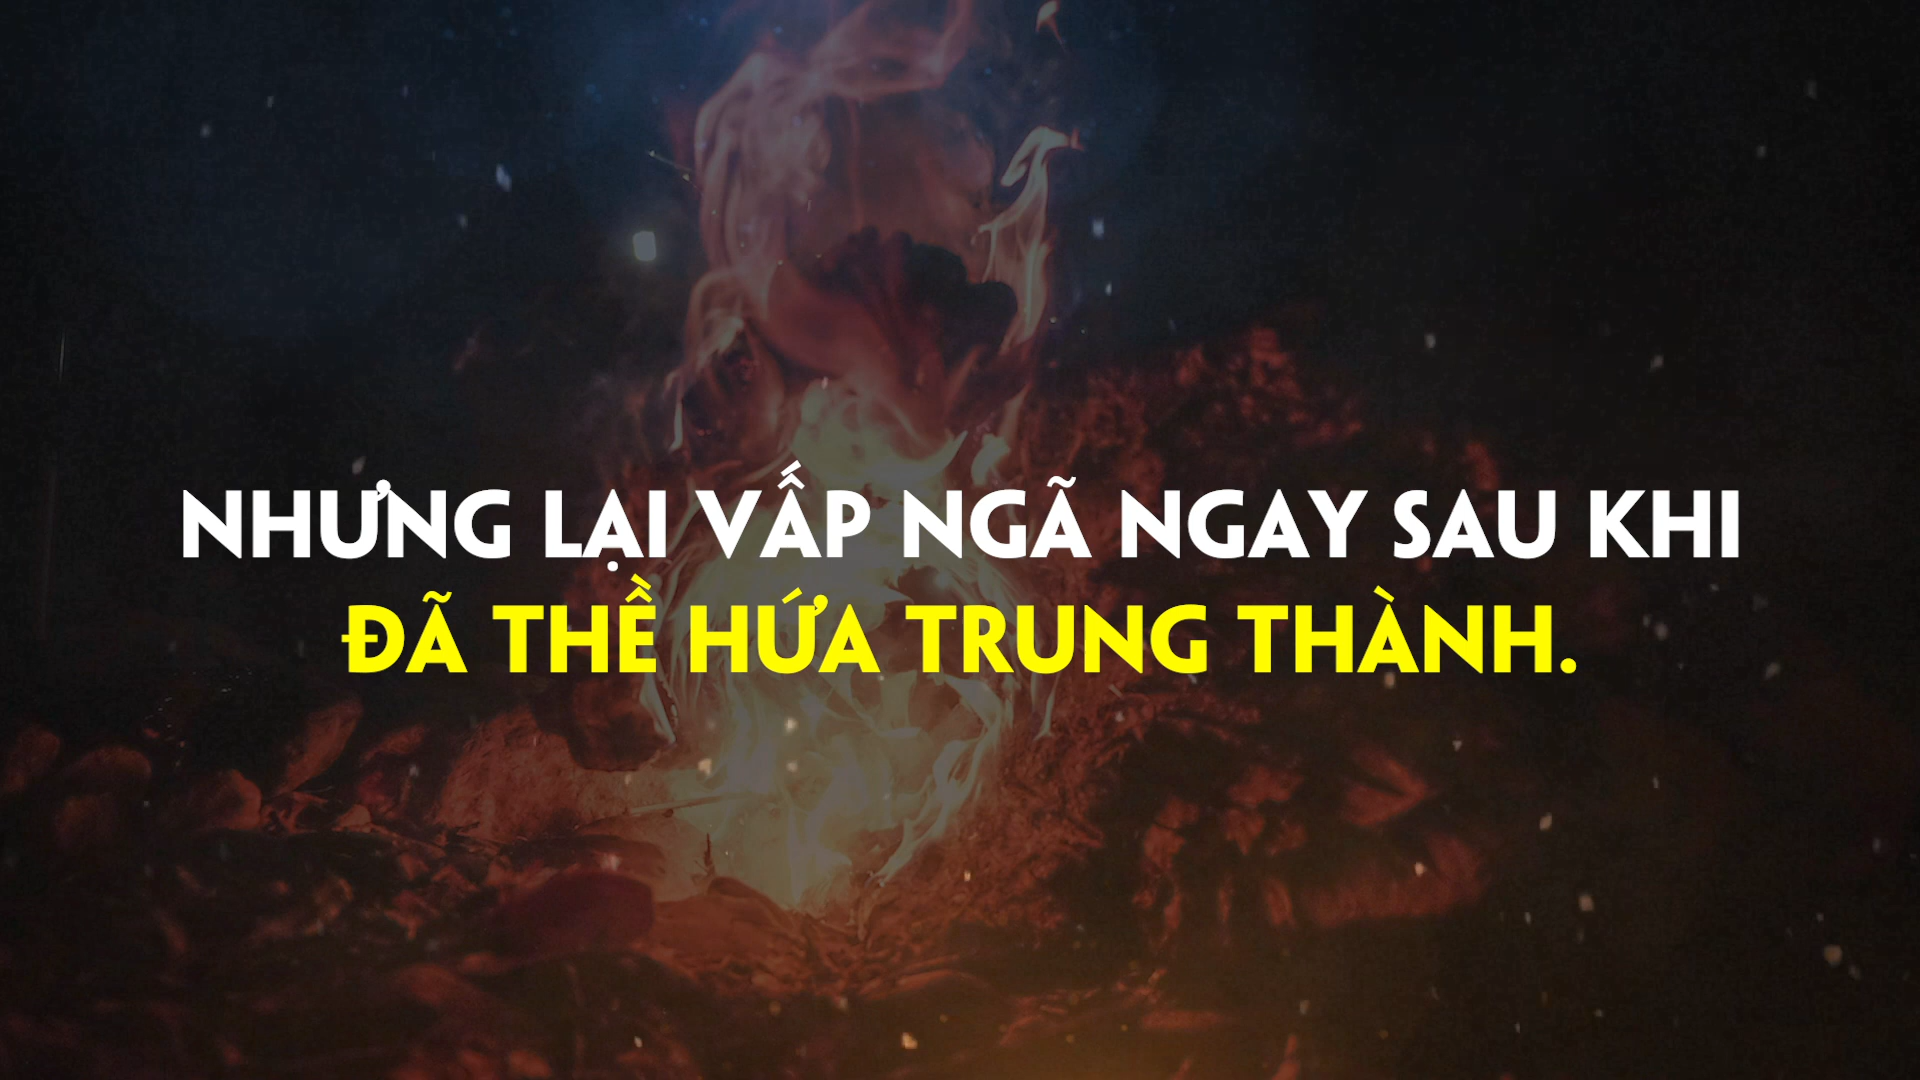 NHƯNG LẠI VẤP NGÃ NGAY SAU KHI
ĐÃ THỀ HỨA TRUNG THÀNH.